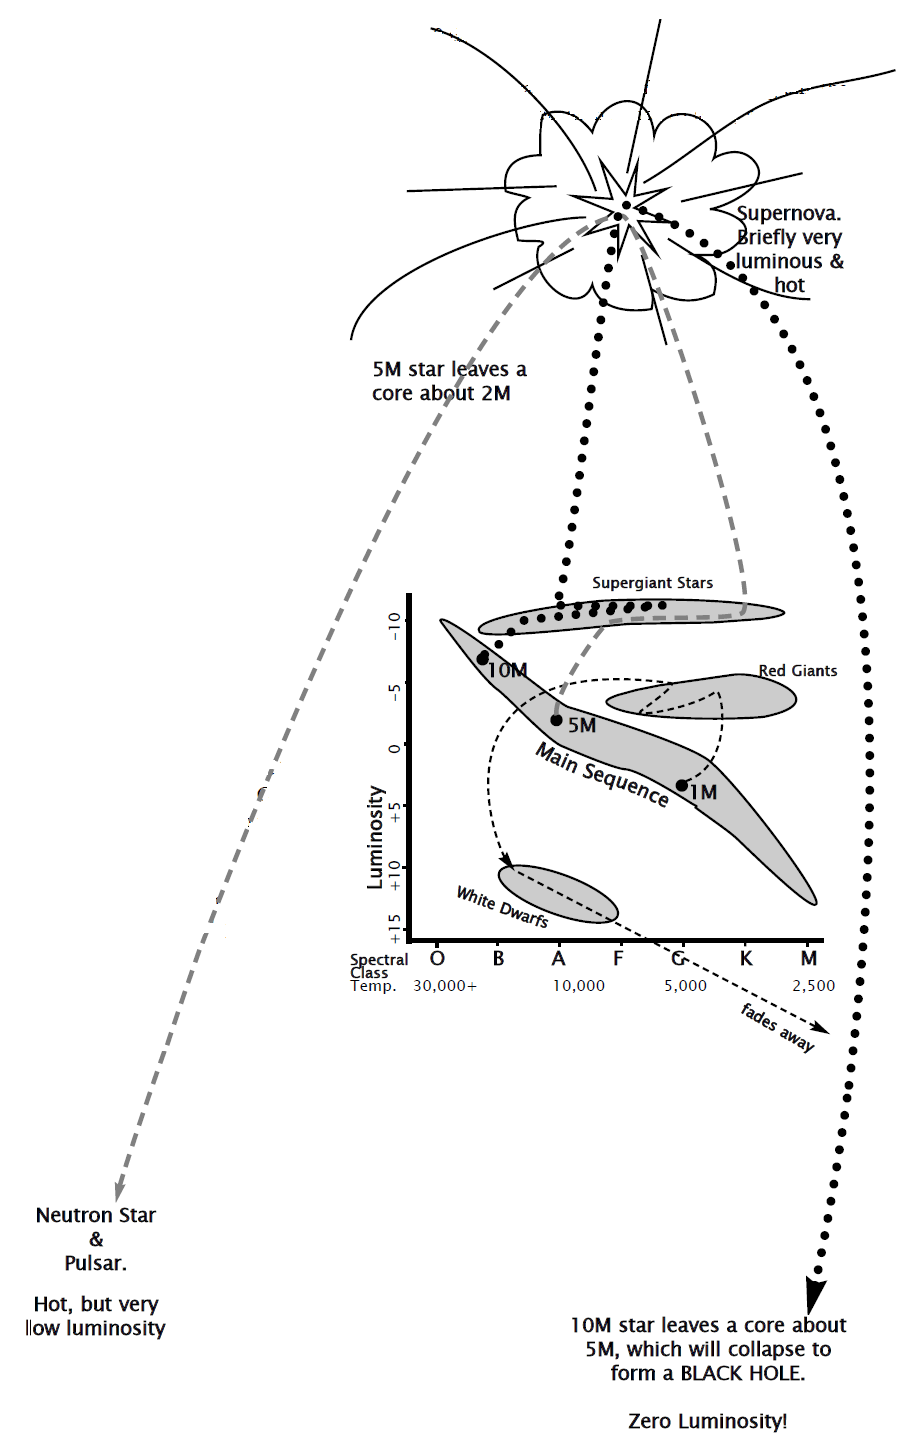 Supernova.
Briefly very
luminous &
hot
5M star leaves a
core about 2M
Supergiant Stars
-10
10M
Red Giants
-5
5M
0
Main Sequence
1M
+5
Luminosity
+10
White Dwarfs
+15
Spectral
Class
O B A F G K M
Temp. 30,000+ 10,000 5,000 2,500
fades away
Neutron Star
&
Pulsar.
Hot, but very
low luminosity
10M star leaves a core about
5M, which will collapse to
form a BLACK HOLE.
Zero Luminosity!